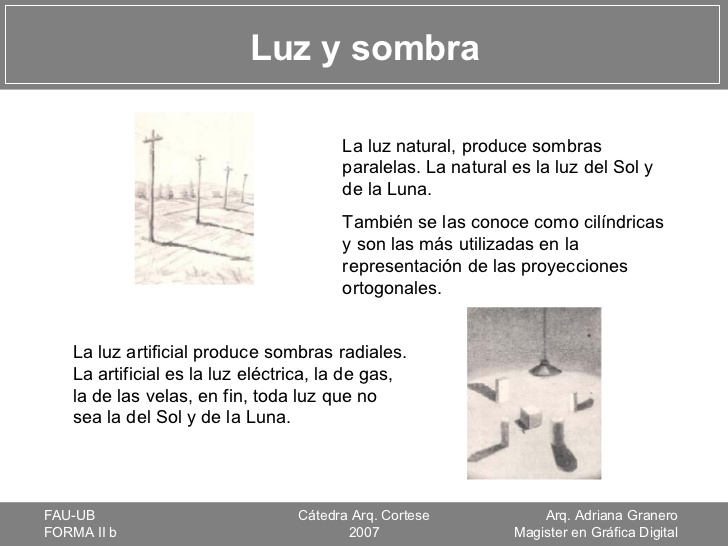 Luz y sombra
La luz natural, produce sombras
paralelas. La natural es la luz del Sol y
de la Luna.
También se las conoce como cilíndricas
y son las más utilizadas en la
representación de las proyecciones
ortogonales.
La luz artificial produce sombras radiales.
La artificial es la luz eléctrica, la de gas,
la de las velas, en fin, toda luz que no
sea la del Sol y de la Luna.
FAU-UB
FORMA II b
Cátedra Arq. Cortese
2007
Arq. Adriana Granero
Magister en Gráfica Digital